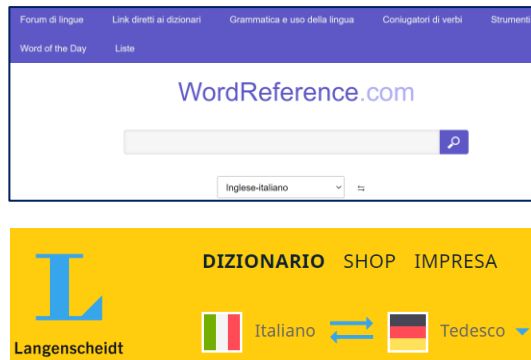 Forum di lingue Link diretti ai dizionari Grammatica e uso della lingua Coniugatori di verbi Strumenti
Word of the Day Liste
WordReference.com
Inglese-italiano
DIZIONARIO SHOP IMPRESA
Italiano Tedesco
L
Langenscheidt